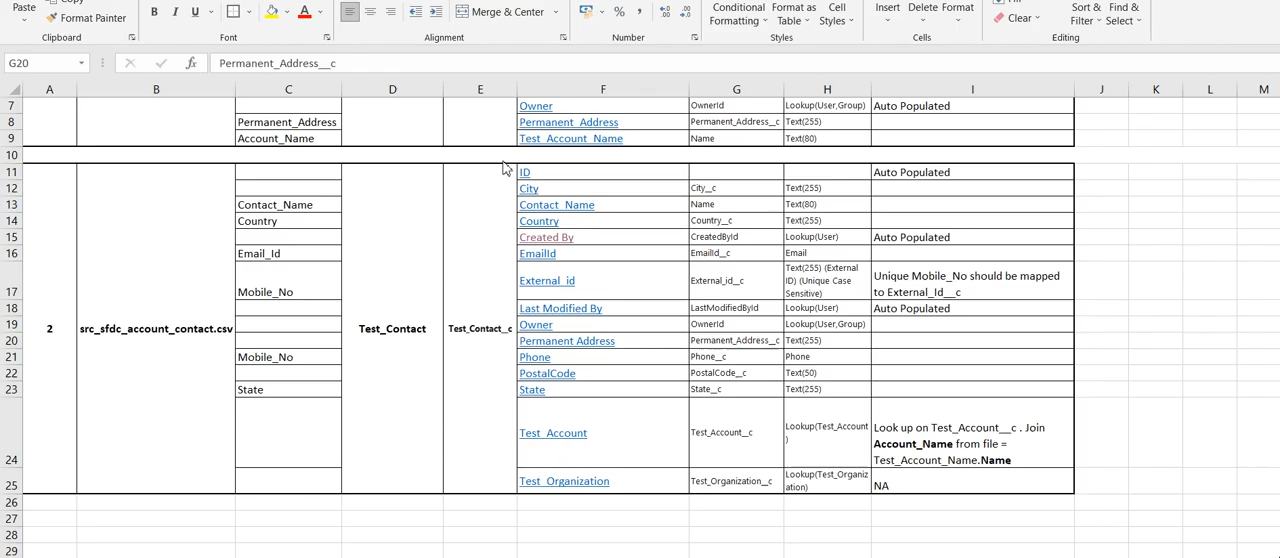 Paste
Copy
Format Painter
B I U A
Merge & Center
%
Conditional Formatting
Format as Table
Cell Styles
Insert Delete Format
Clear
Sort & Filter
Find & Select
Clipboard Font Alignment Number Styles Cells Editing
G20 fx Permanent_Address__c
A B C D E F G H I J K L M
7 Owner OwnerId Lookup(User,Group) Auto Populated
8 Permanent_Address Permanent_Address Permanent_Address__c Text(255)
9 Account_Name Test_Account_Name Name Text(80)
10
11 ID Auto Populated
12 City City__c Text(255)
13 Contact_Name Contact_Name Name Text(80)
14 Country Country Country__c Text(255)
15 Created By CreatedById Lookup(User) Auto Populated
16 Email_Id EmailId EmailId__c Email
17 Mobile_No External_id External_id__c Text(255) (External ID) (Unique Case Sensitive) Unique Mobile_No should be mapped to External_Id__c
18 Last Modified By LastModifiedById Lookup(User) Auto Populated
19 Owner OwnerId Lookup(User,Group)
2 src_sfdc_account_contact.csv Test_Contact Test_Contact__c
20 Permanent Address Permanent_Address__c Text(255)
21 Mobile_No Phone Phone__c Phone
22 PostalCode PostalCode__c Text(50)
23 State State State__c Text(255)
24 Test_Account Test_Account__c Lookup(Test_Account) Look up on Test_Account__c . Join Account_Name from file = Test_Account_Name.Name
25 Test_Organization Test_Organization__c Lookup(Test_Organization) NA
26
27
28
29